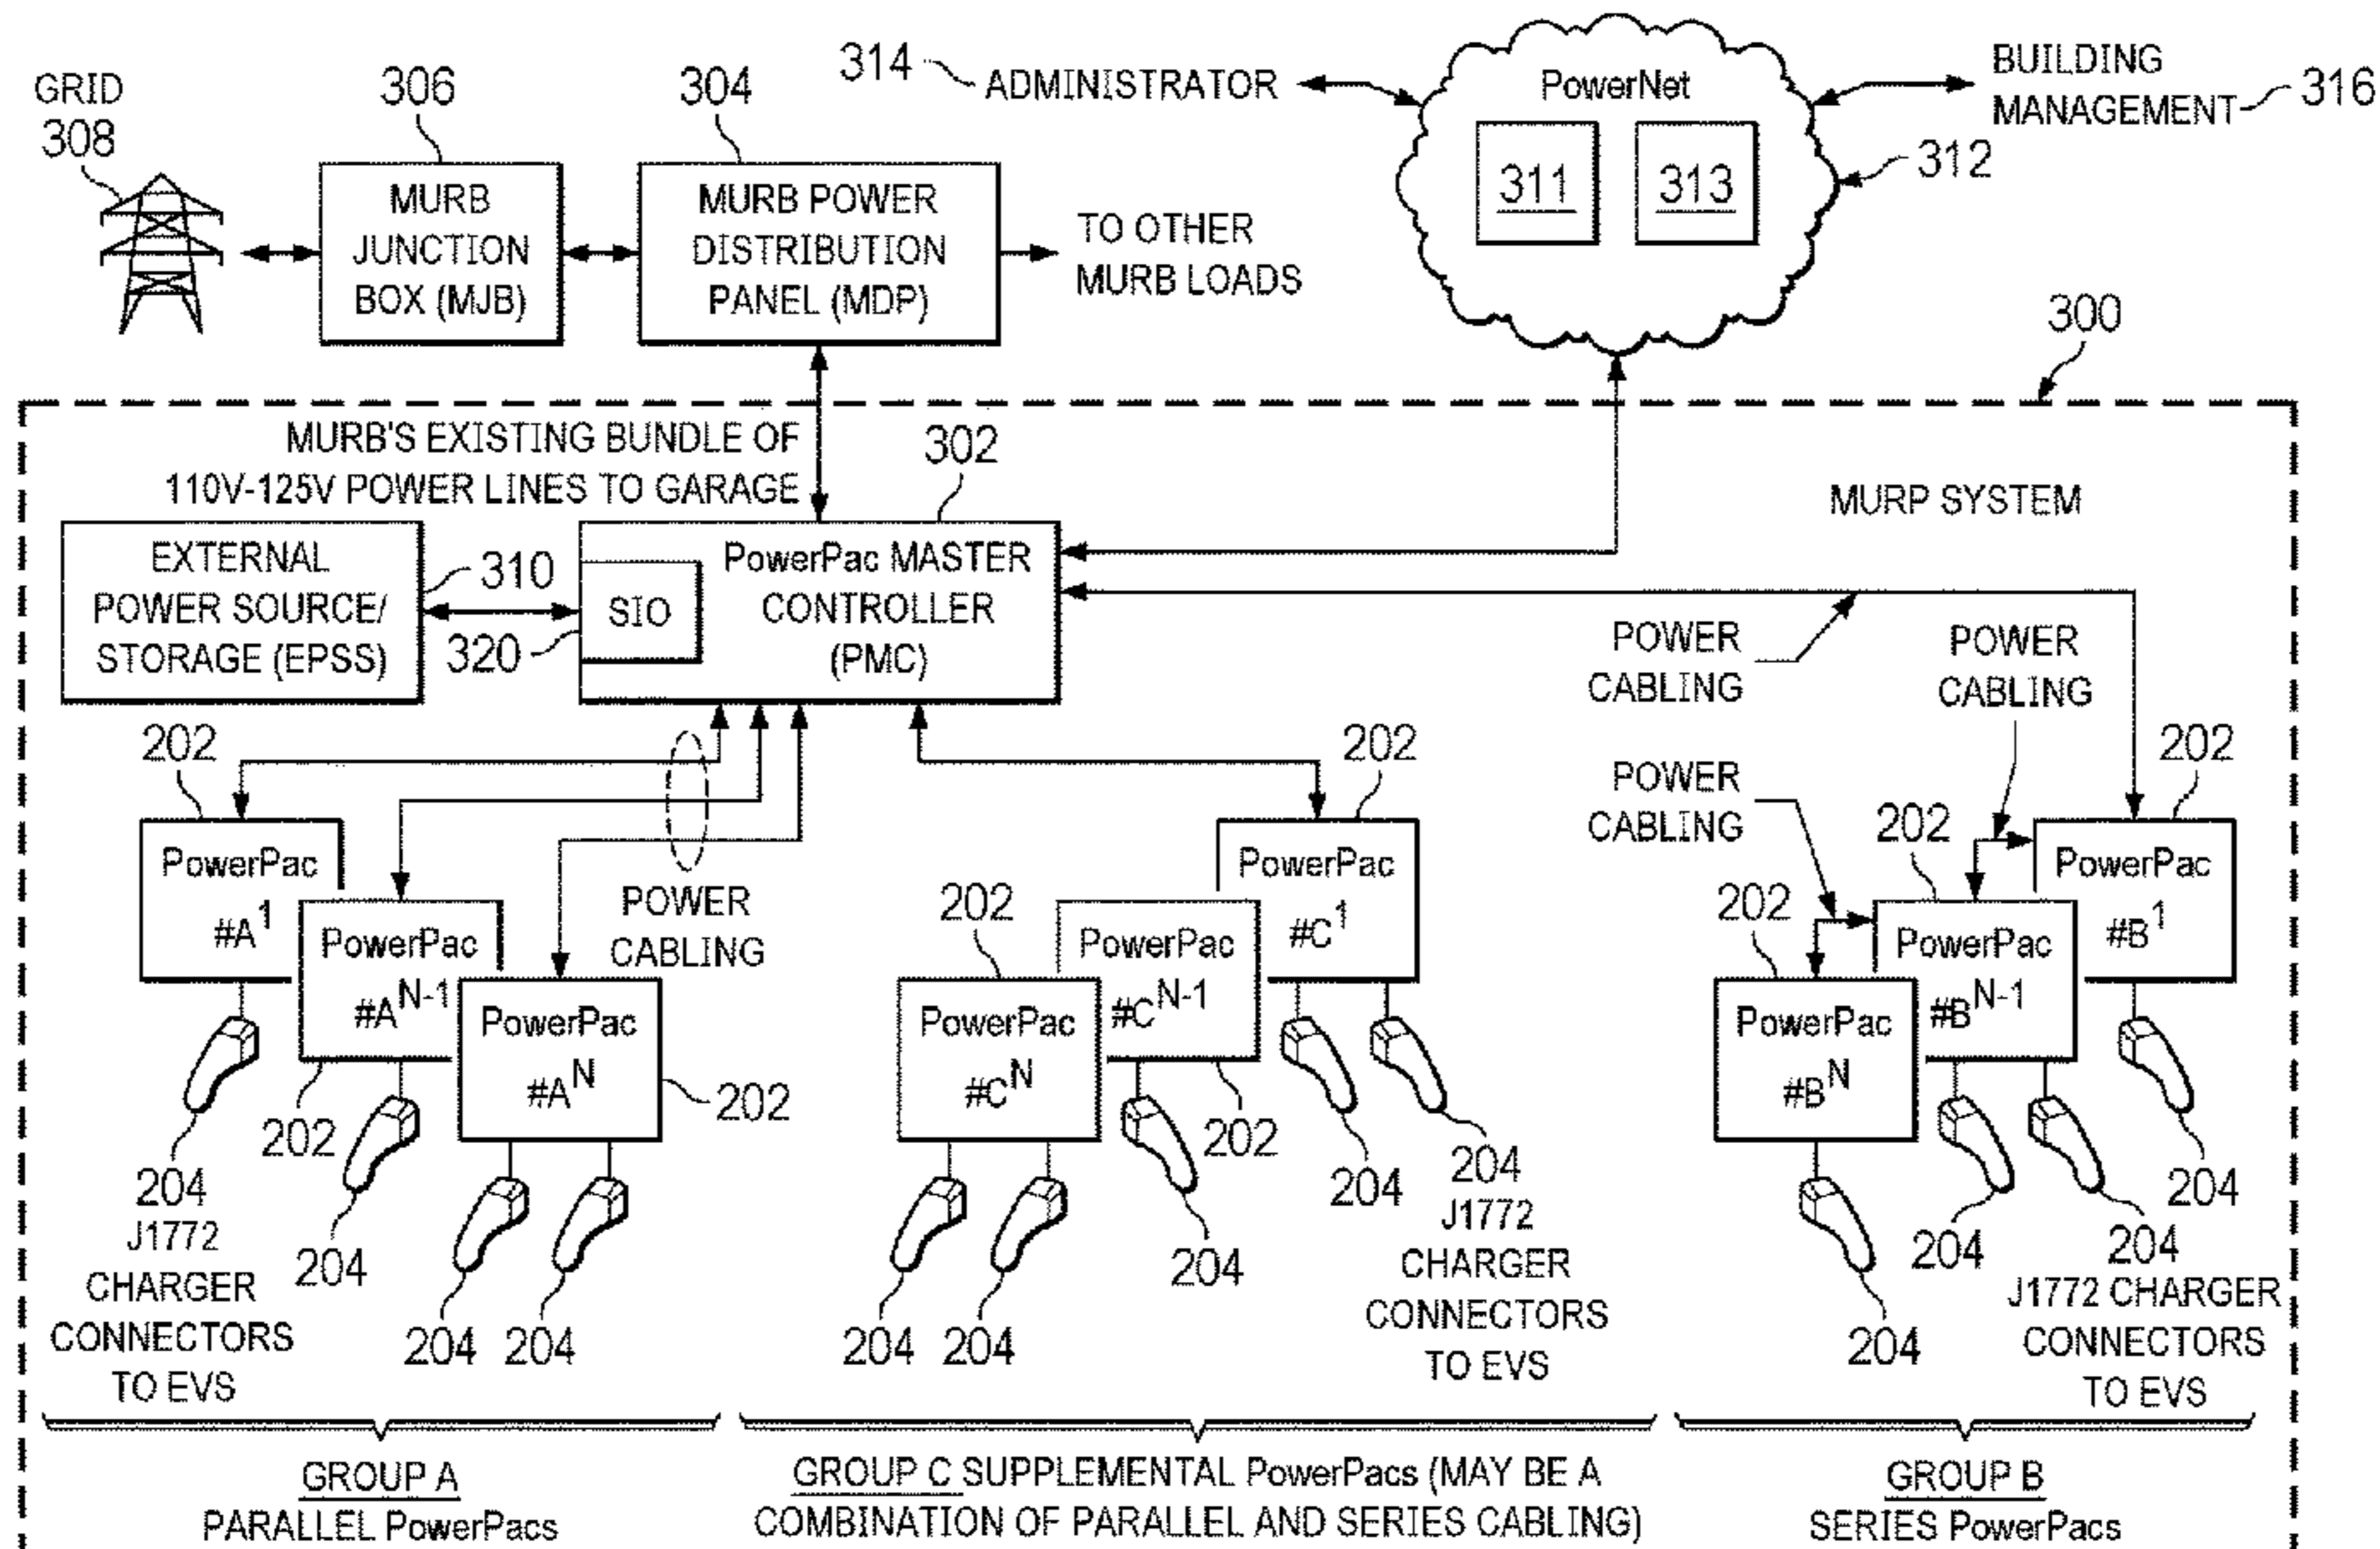 GRID
308
306
304
314
ADMINISTRATOR
PowerNet
311
313
BUILDING
MANAGEMENT
316
312
MURB
JUNCTION
BOX (MJB)
MURB POWER
DISTRIBUTION
PANEL (MDP)
TO OTHER
MURB LOADS
300
MURB'S EXISTING BUNDLE OF
110V-125V POWER LINES TO GARAGE
302
MURP SYSTEM
EXTERNAL
POWER SOURCE/
STORAGE (EPSS)
310
320
SIO
PowerPac MASTER
CONTROLLER
(PMC)
POWER
CABLING
POWER
CABLING
POWER
CABLING
202
PowerPac
#A1
202
PowerPac
#AN-1
202
PowerPac
#AN
POWER
CABLING
202
PowerPac
#C1
202
PowerPac
#CN-1
202
PowerPac
#CN
202
PowerPac
#B1
202
PowerPac
#BN-1
202
PowerPac
#BN
204
J1772
CHARGER
CONNECTORS
TO EVS
204
204
204
204
204
204
204
204
J1772
CHARGER
CONNECTORS
TO EVS
204
204
204
204
J1772 CHARGER
CONNECTORS
TO EVS
GROUP A
PARALLEL PowerPacs
GROUP C SUPPLEMENTAL PowerPacs (MAY BE A
COMBINATION OF PARALLEL AND SERIES CABLING)
GROUP B
SERIES PowerPacs